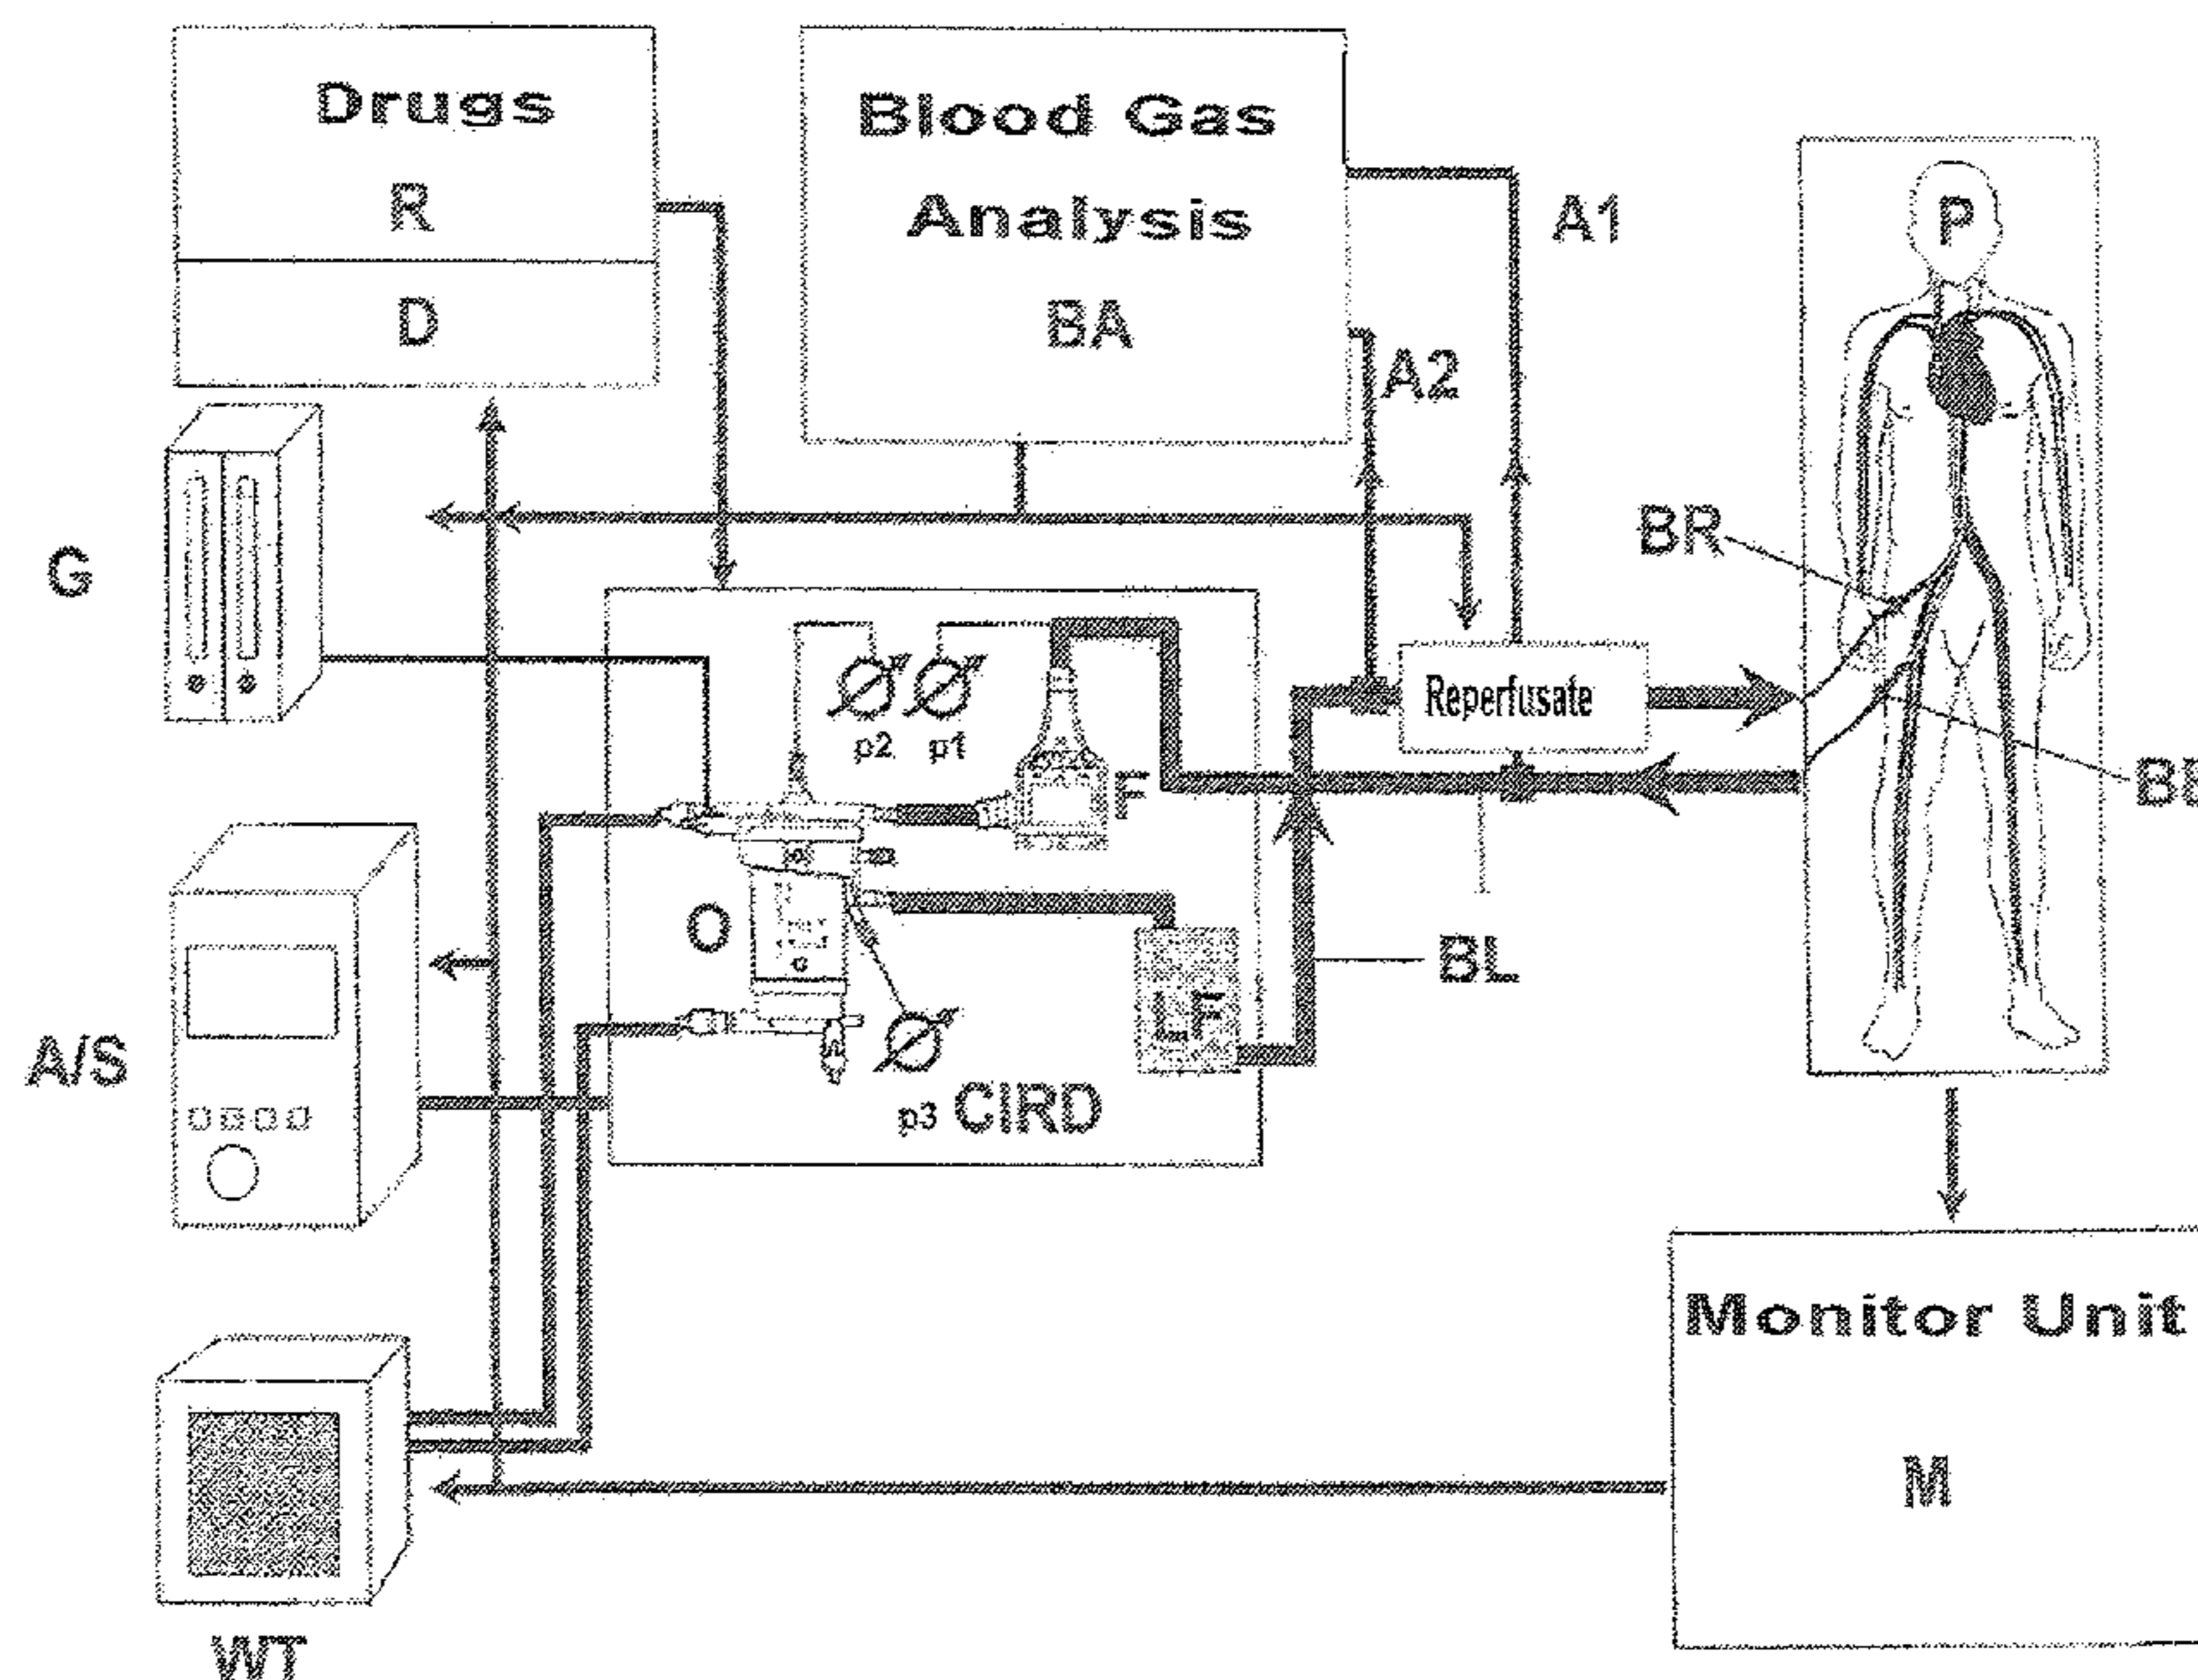 Drugs
R
D
Blood Gas
Analysis
BA
A1
A2
P
G
BR
p2
p1
F
Reperfusate
O
LF
BL
A/S
p3
CIRD
Monitor Unit
M
WT